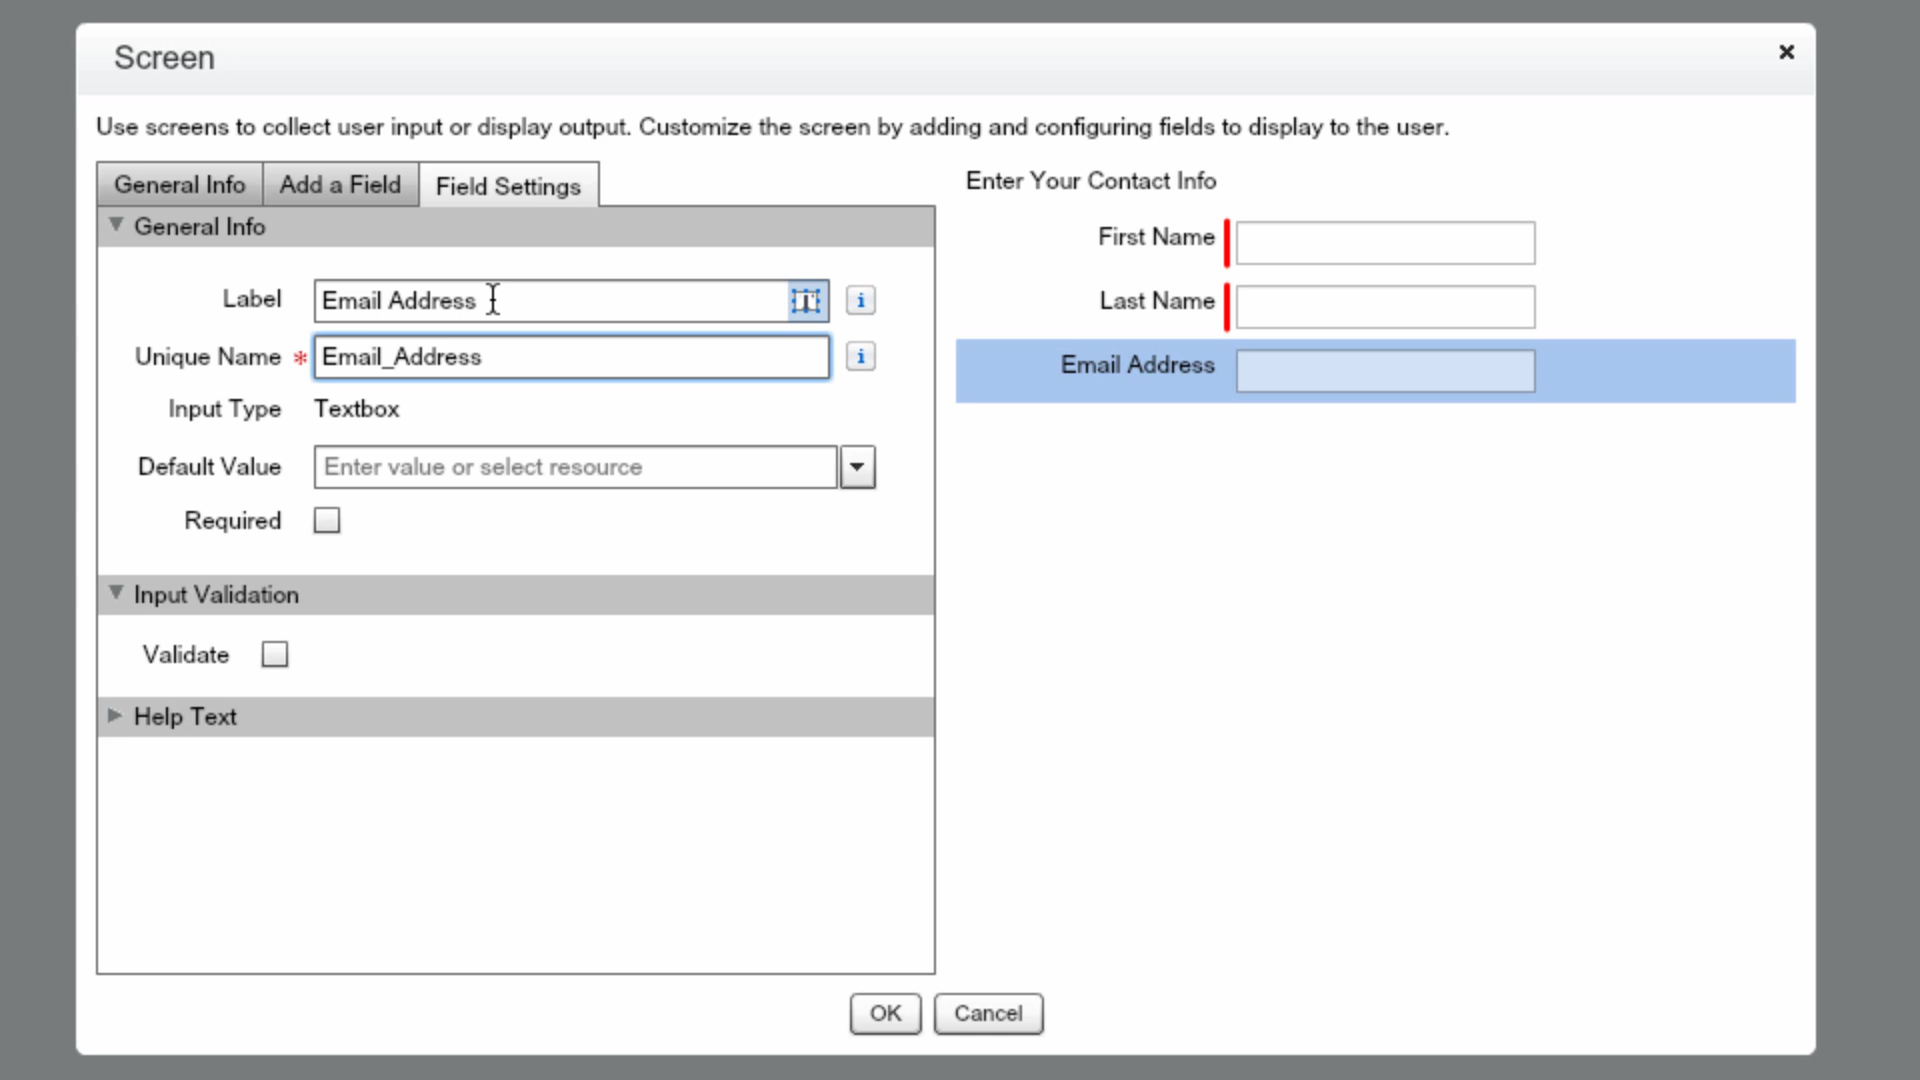 Screen
Use screens to collect user input or display output. Customize the screen by adding and configuring fields to display to the user.
General Info
Add a Field
Field Settings
General Info
Label
Email Address
Unique Name * Email_Address
Input Type Textbox
Default Value Enter value or select resource
Required
Input Validation
Validate
Help Text
Enter Your Contact Info
First Name
Last Name
Email Address
OK
Cancel